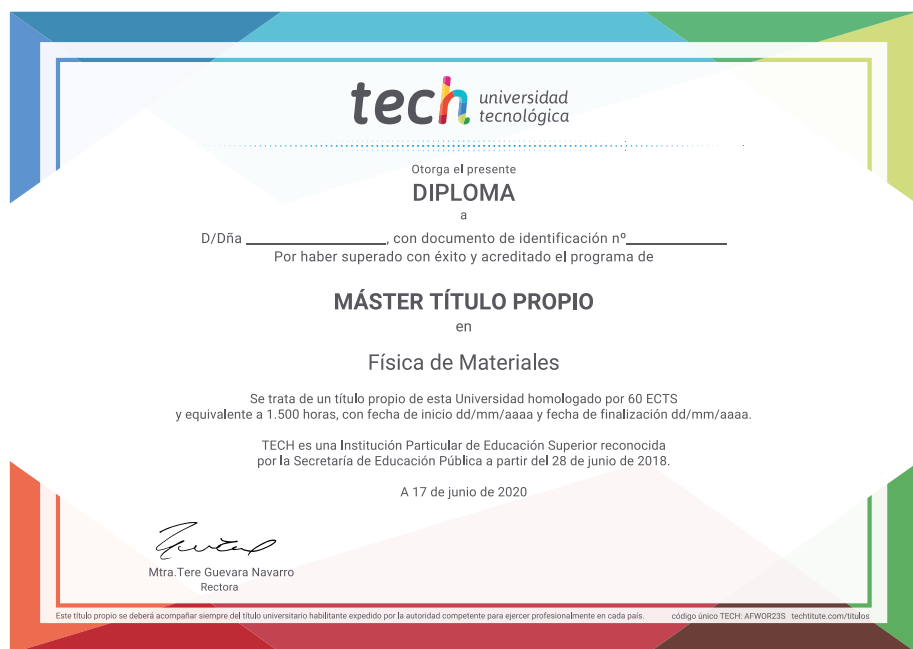 tech universidad
tecnológica
Otorga el presente
DIPLOMA
a
D/Dña ____________________, con documento de identificación nº______________
Por haber superado con éxito y acreditado el programa de
MÁSTER TÍTULO PROPIO
en
Física de Materiales
Se trata de un título propio de esta Universidad homologado por 60 ECTS
y equivalente a 1.500 horas, con fecha de inicio dd/mm/aaaa y fecha de finalización dd/mm/aaaa.
TECH es una Institución Particular de Educación Superior reconocida
por la Secretaría de Educación Pública a partir del 28 de junio de 2018.
A 17 de junio de 2020
Mtra.Tere Guevara Navarro
Rectora
Este título propio se deberá acompañar siempre del título universitario habilitante expedido por la autoridad competente para ejercer profesionalmente en cada país. código único TECH: AFWOR23S techtitute.com/titulos